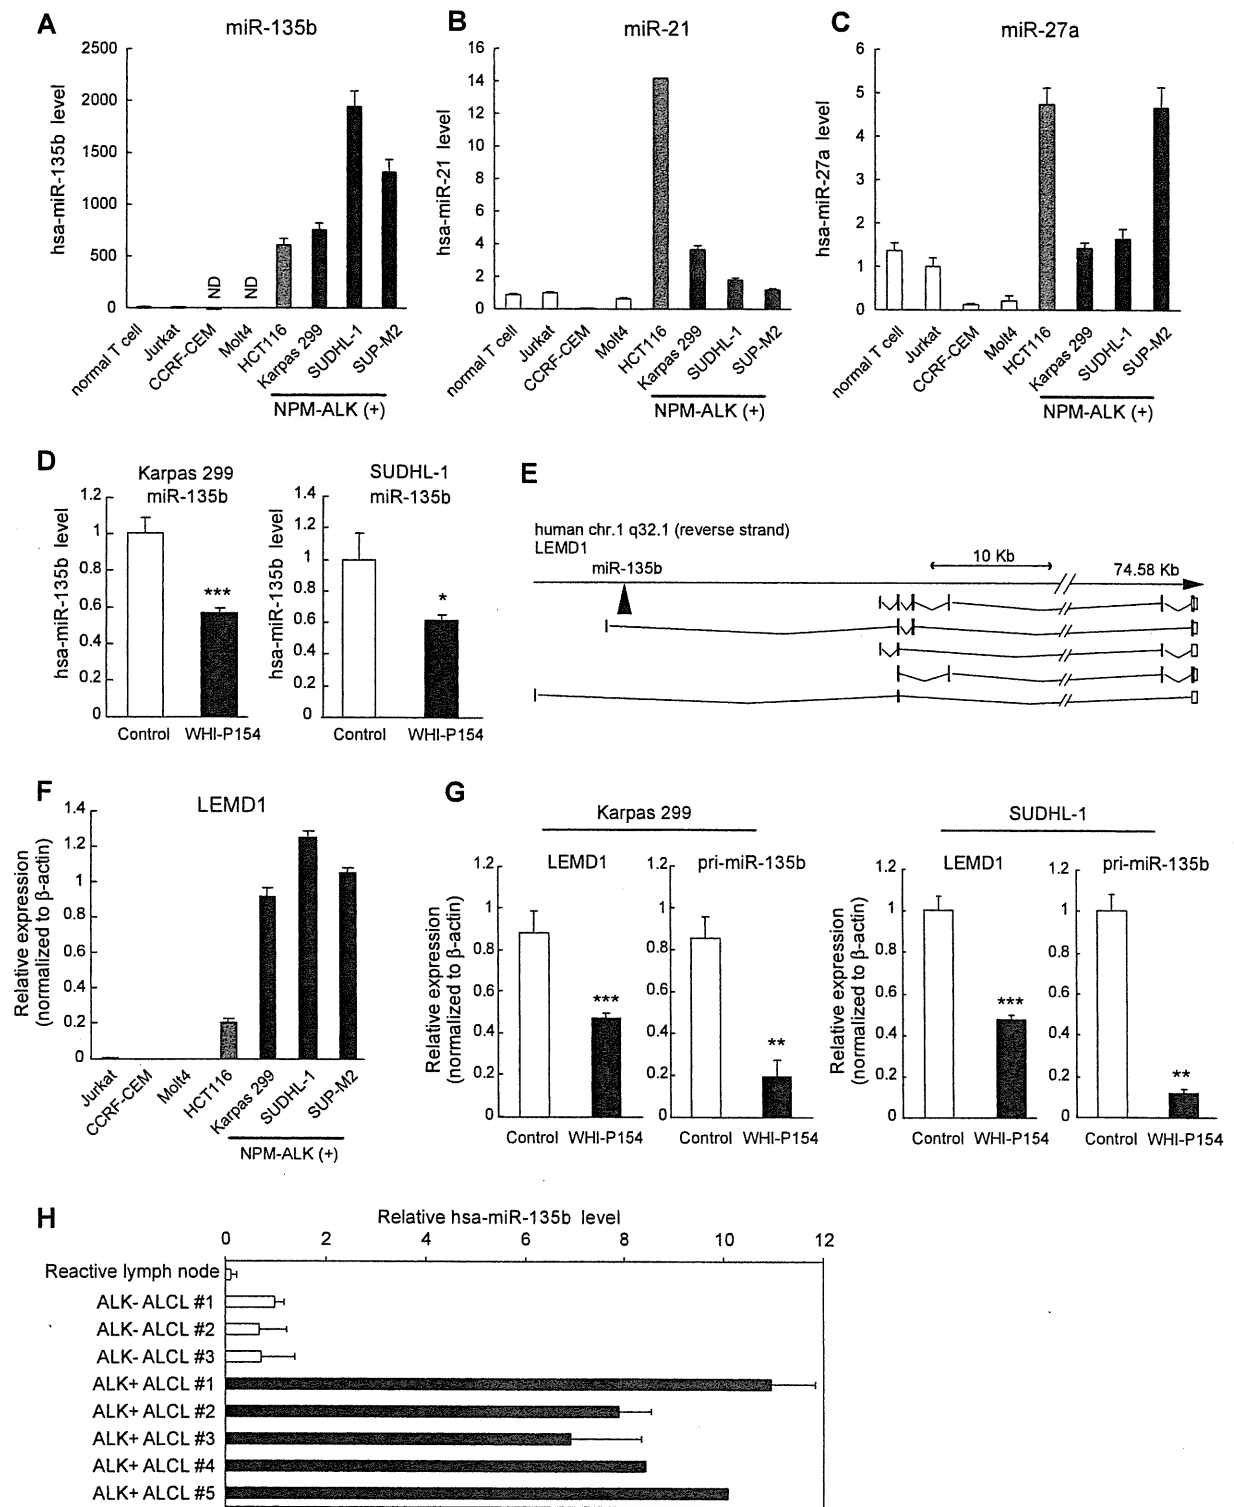 A
miR-135b
hsa-miR-135b level
2500
2000
1500
1000
500
0
ND
ND
normal T cell
Jurkat
CCRF-CEM
Molt4
HCT116
Karpas 299
SUDHL-1
SUP-M2
NPM-ALK (+)
B
miR-21
hsa-miR-21 level
16
14
12
10
8
6
4
2
0
normal T cell
Jurkat
CCRF-CEM
Molt4
HCT116
Karpas 299
SUDHL-1
SUP-M2
NPM-ALK (+)
C
miR-27a
hsa-miR-27a level
6
5
4
3
2
1
0
normal T cell
Jurkat
CCRF-CEM
Molt4
HCT116
Karpas 299
SUDHL-1
SUP-M2
NPM-ALK (+)
D
Karpas 299
miR-135b
hsa-miR-135b level
1.2
1
0.8
0.6
0.4
0.2
0
***
Control WHI-P154
SUDHL-1
miR-135b
hsa-miR-135b level
1.4
1.2
1
0.8
0.6
0.4
0.2
0
*
Control WHI-P154
E
human chr.1 q32.1 (reverse strand)
LEMD1
miR-135b
10 Kb
74.58 Kb
F
LEMD1
Relative expression
(normalized to β-actin)
1.4
1.2
1
0.8
0.6
0.4
0.2
0
Jurkat
CCRF-CEM
Molt4
HCT116
Karpas 299
SUDHL-1
SUP-M2
NPM-ALK (+)
G
Karpas 299
LEMD1
Relative expression
(normalized to β-actin)
1.2
1
0.8
0.6
0.4
0.2
0
***
Control WHI-P154
pri-miR-135b
1.2
1
0.8
0.6
0.4
0.2
0
**
Control WHI-P154
SUDHL-1
LEMD1
Relative expression
(normalized to β-actin)
1.2
1
0.8
0.6
0.4
0.2
0
***
Control WHI-P154
pri-miR-135b
1.2
1
0.8
0.6
0.4
0.2
0
**
Control WHI-P154
H
Relative hsa-miR-135b level
0 2 4 6 8 10 12
Reactive lymph node
ALK- ALCL #1
ALK- ALCL #2
ALK- ALCL #3
ALK+ ALCL #1
ALK+ ALCL #2
ALK+ ALCL #3
ALK+ ALCL #4
ALK+ ALCL #5